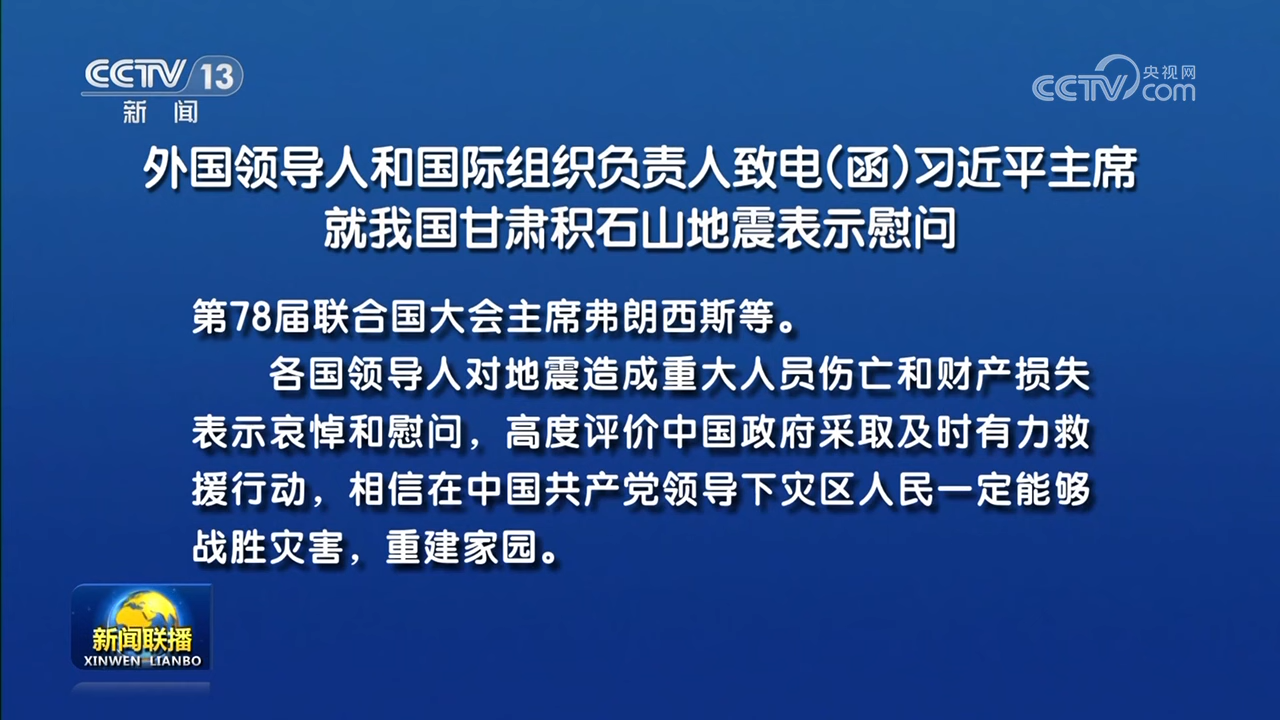 CCTV 13
新闻
央视网
CCTV.com
外国领导人和国际组织负责人致电(函)习近平主席
就我国甘肃积石山地震表示慰问
第78届联合国大会主席弗朗西斯等。
各国领导人对地震造成重大人员伤亡和财产损失
表示哀悼和慰问，高度评价中国政府采取及时有力救
援行动，相信在中国共产党领导下灾区人民一定能够
战胜灾害，重建家园。
新闻联播
XINWEN LIANBO